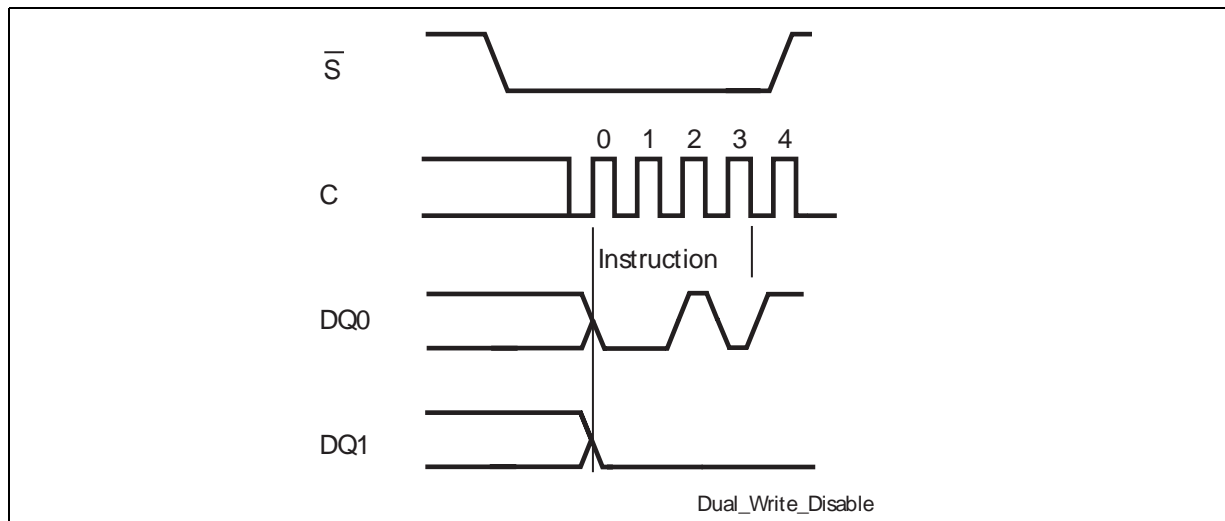 S̅
0 1 2 3 4
C
Instruction
DQ0
DQ1
Dual_Write_Disable